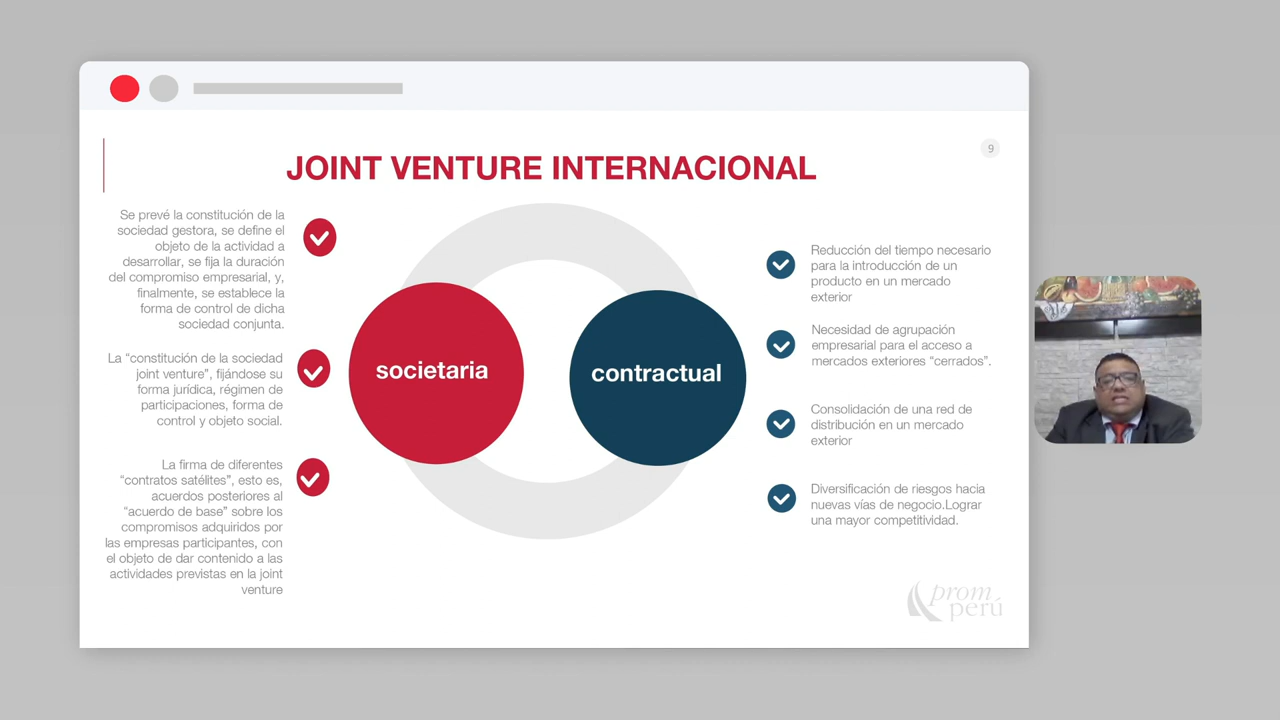 JOINT VENTURE INTERNACIONAL
9
Se prevé la constitución de la
sociedad gestora, se define el
objeto de la actividad a
desarrollar, se fija la duración
del compromiso empresarial, y,
finalmente, se establece la
forma de control de dicha
sociedad conjunta.
La “constitución de la sociedad
joint venture”, fijándose su
forma jurídica, régimen de
participaciones, forma de
control y objeto social.
La firma de diferentes
“contratos satélites”, esto es,
acuerdos posteriores al
“acuerdo de base” sobre los
compromisos adquiridos por
las empresas participantes, con
el objeto de dar contenido a las
actividades previstas en la joint
venture
societaria
contractual
Reducción del tiempo necesario
para la introducción de un
producto en un mercado
exterior
Necesidad de agrupación
empresarial para el acceso a
mercados exteriores “cerrados”.
Consolidación de una red de
distribución en un mercado
exterior
Diversificación de riesgos hacia
nuevas vías de negocio.Lograr
una mayor competitividad.
prom
perú